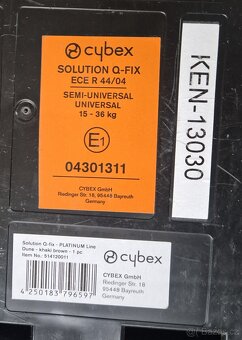 cybex
SOLUTION Q-FIX
ECE R 44/04
SEMI-UNIVERSAL
UNIVERSAL
15 - 36 kg
E1
04301311
CYBEX GmbH
Riedinger Str. 18, 95448 Bayreuth
Germany
KEN-13030
Solution Q-fix - PLATINUM Line
Dune - khaki brown - 1 pc
Item No.: 514120011
4 250183 796597
cybex
CYBEX GmbH
Riedinger Str. 18
95448 Bayreuth
Germany